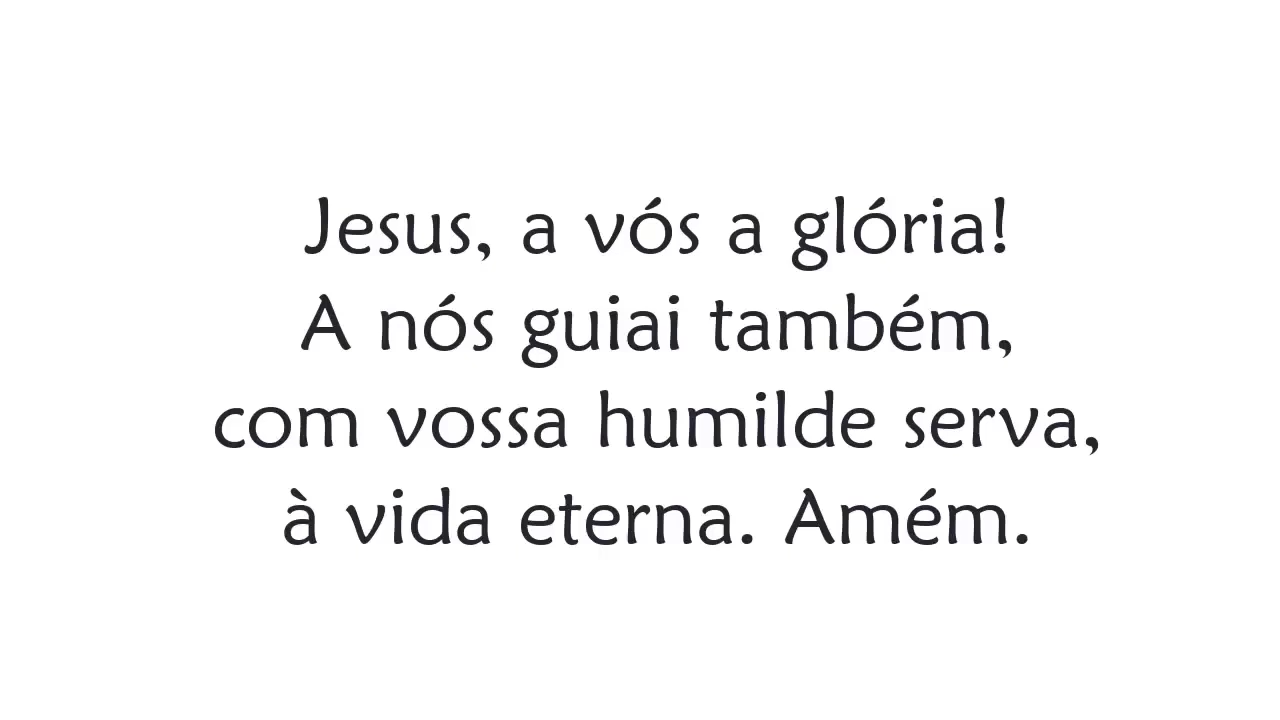 Jesus, a vós a glória!
A nós guiai também,
com vossa humilde serva,
à vida eterna. Amém.